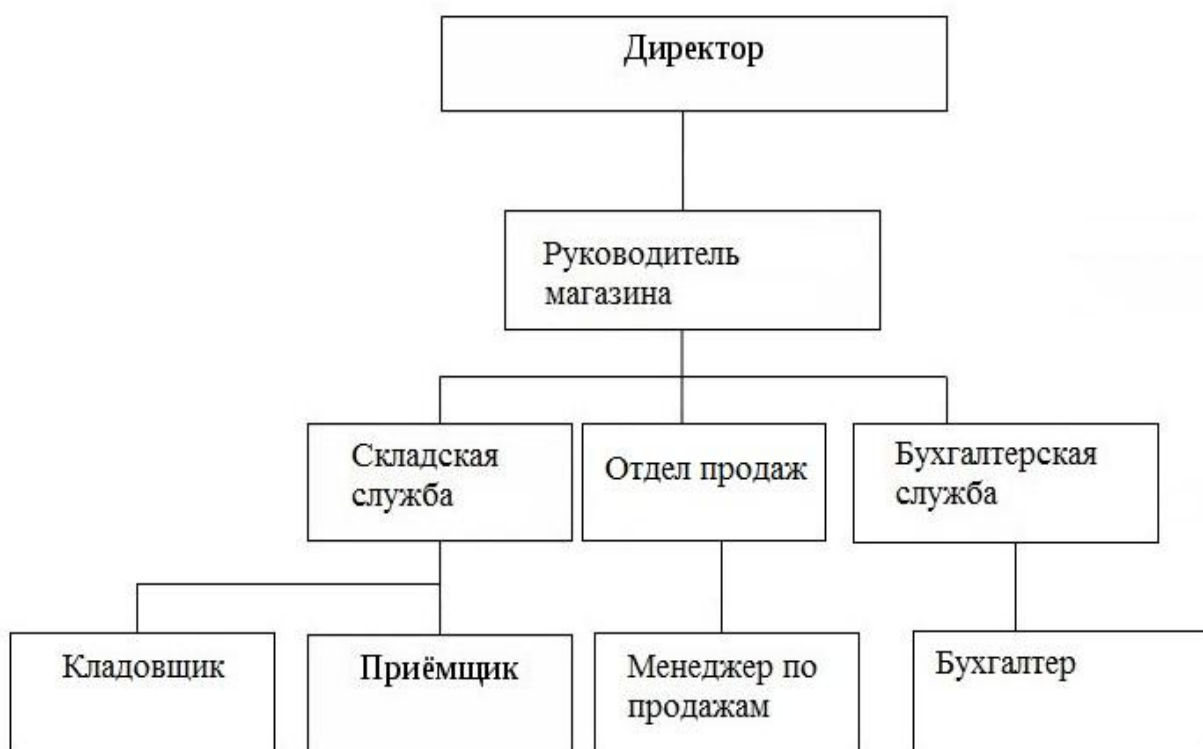 Директор
Руководитель
магазина
Складская
служба
Отдел продаж
Бухгалтерская
служба
Кладовщик
Приёмщик
Менеджер по
продажам
Бухгалтер